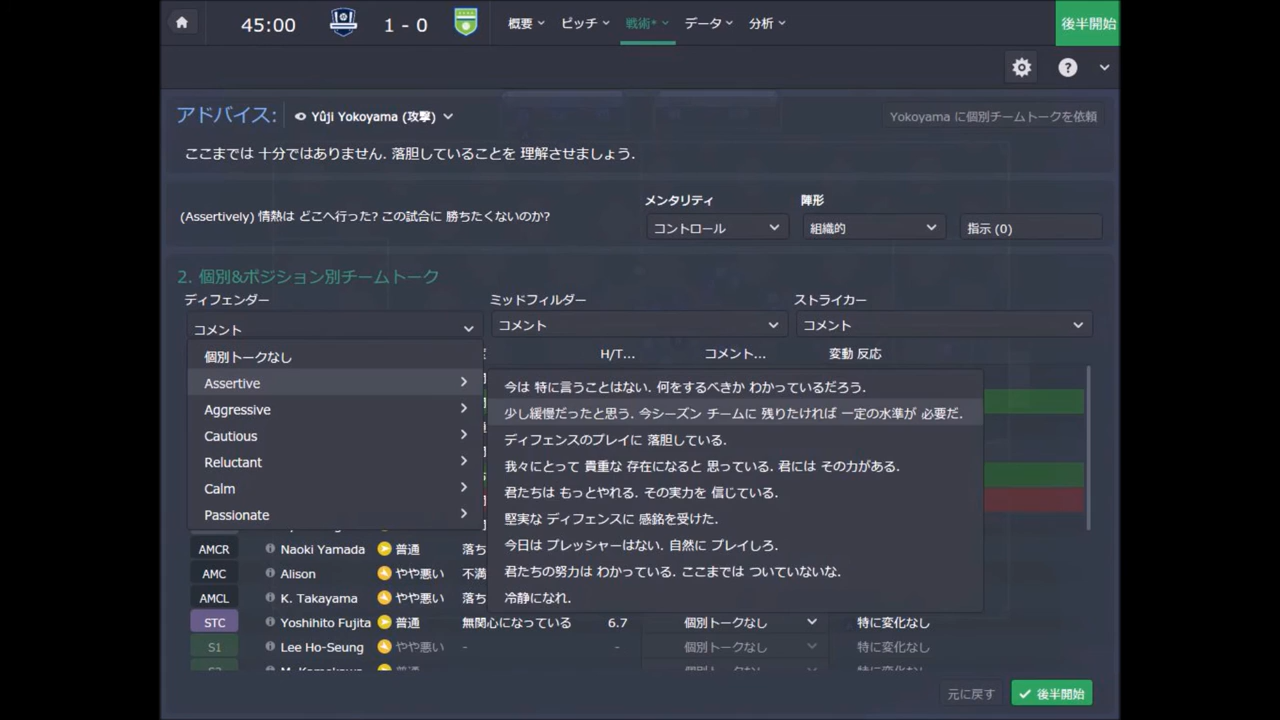 45:00 1 - 0 概要 ピッチ 戦術* データ 分析 後半開始
?
アドバイス: Yûji Yokoyama (攻撃) Yokoyama に個別チームトークを依頼
ここまでは 十分ではありません. 落胆していることを 理解させましょう.
メンタリティ 陣形
(Assertively) 情熱は どこへ行った? この試合に 勝ちたくないのか?
コントロール 組織的 指示 (0)
2. 個別&ポジション別チームトーク
ディフェンダー ミッドフィルダー ストライカー
コメント コメント コメント
個別トークなし H/T... コメント... 変動 反応
Assertive 今は 特に言うことはない. 何をするべきか わかっているだろう.
Aggressive 少し緩慢だったと思う. 今シーズン チームに 残りたければ 一定の水準が 必要だ.
Cautious ディフェンスのプレイに 落胆している.
Reluctant 我々にとって 貴重な 存在になると 思っている. 君には その力がある.
Calm 君たちは もっとやれる. その実力を 信じている.
Passionate 堅実な ディフェンスに 感銘を受けた.
AMCR Naoki Yamada 普通 落ち 今日は プレッシャーはない. 自然に プレイしろ.
AMC Alison やや悪い 不満 君たちの努力は わかっている. ここまでは ついていないな.
AMCL K. Takayama やや悪い 落ち 冷静になれ.
STC Yoshihito Fujita 普通 無関心になっている 6.7 個別トークなし 特に変化なし
S1 Lee Ho-Seung やや悪い - - 個別トークなし 特に変化なし
元に戻す 後半開始